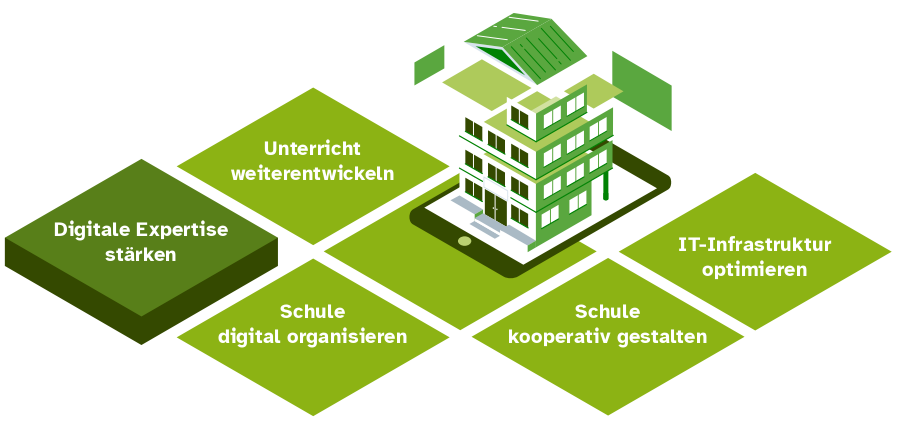 Unterricht
weiterentwickeln
Digitale Expertise
stärken
IT-Infrastruktur
optimieren
Schule
digital organisieren
Schule
kooperativ gestalten